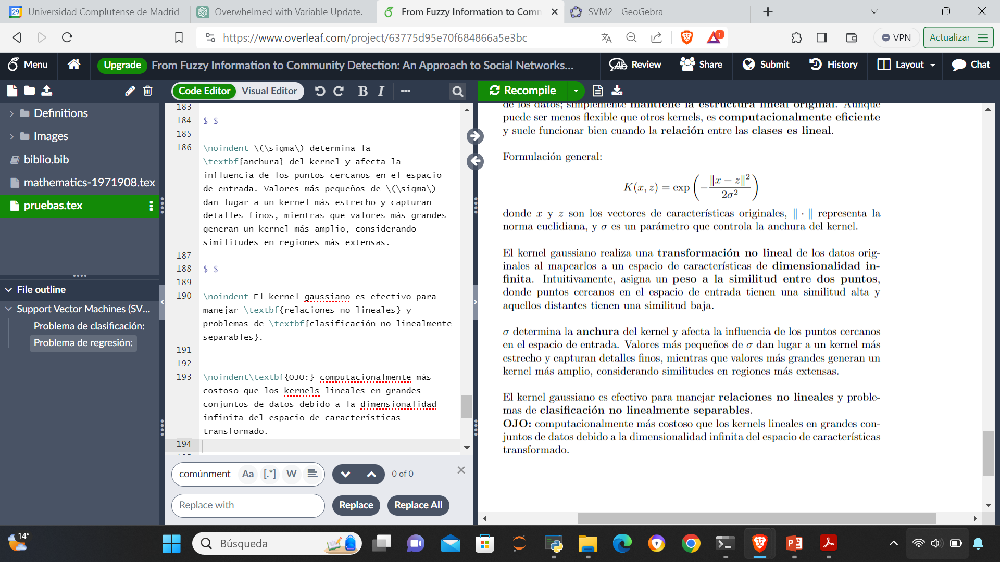 29 Universidad Complutense de Madrid -
Overwhelmed with Variable Update.
From Fuzzy Information to Comm
SVM2 - GeoGebra
https://www.overleaf.com/project/63775d95e70f684866a5e3bc
1
VPN
Actualizar
Menu
Upgrade
From Fuzzy Information to Community Detection: An Approach to Social Networks...
Review
Share
Submit
History
Layout
Chat
Code Editor
Visual Editor
B I
Recompile
Definitions
Images
biblio.bib
mathematics-1971908.tex
pruebas.tex
File outline
Support Vector Machines (SV...
Problema de clasificación:
Problema de regresión:
183
184 $ $
185
186 \noindent \(\sigma\) determina la
\textbf{anchura} del kernel y afecta la
influencia de los puntos cercanos en el espacio
de entrada. Valores más pequeños de \(\sigma\)
dan lugar a un kernel más estrecho y capturan
detalles finos, mientras que valores más grandes
generan un kernel más amplio, considerando
similitudes en regiones más extensas.
187
188 $ $
189
190 \noindent El kernel gaussiano es efectivo para
manejar \textbf{relaciones no lineales} y
problemas de \textbf{clasificación no linealmente
separables}.
191
192
193 \noindent\textbf{OJO:} computacionalmente más
costoso que los kernels lineales en grandes
conjuntos de datos debido a la dimensionalidad
infinita del espacio de características
transformado.
194
comúnment
Aa [.*] W
0 of 0
Replace with
Replace
Replace All
de los datos; simplemente mantiene la estructura lineal original. Aunque
puede ser menos flexible que otros kernels, es computacionalmente eficiente
y suele funcionar bien cuando la relación entre las clases es lineal.
Formulación general:
K(x, z) = exp (−‖x − z‖² / 2σ²)
donde x y z son los vectores de características originales, ‖ · ‖ representa la
norma euclidiana, y σ es un parámetro que controla la anchura del kernel.
El kernel gaussiano realiza una transformación no lineal de los datos orig-
inales al mapearlos a un espacio de características de dimensionalidad in-
finita. Intuitivamente, asigna un peso a la similitud entre dos puntos,
donde puntos cercanos en el espacio de entrada tienen una similitud alta y
aquellos distantes tienen una similitud baja.
σ determina la anchura del kernel y afecta la influencia de los puntos cercanos
en el espacio de entrada. Valores más pequeños de σ dan lugar a un kernel más
estrecho y capturan detalles finos, mientras que valores más grandes generan un
kernel más amplio, considerando similitudes en regiones más extensas.
El kernel gaussiano es efectivo para manejar relaciones no lineales y proble-
mas de clasificación no linealmente separables.
OJO: computacionalmente más costoso que los kernels lineales en grandes con-
juntos de datos debido a la dimensionalidad infinita del espacio de características
transformado.
14°
Búsqueda